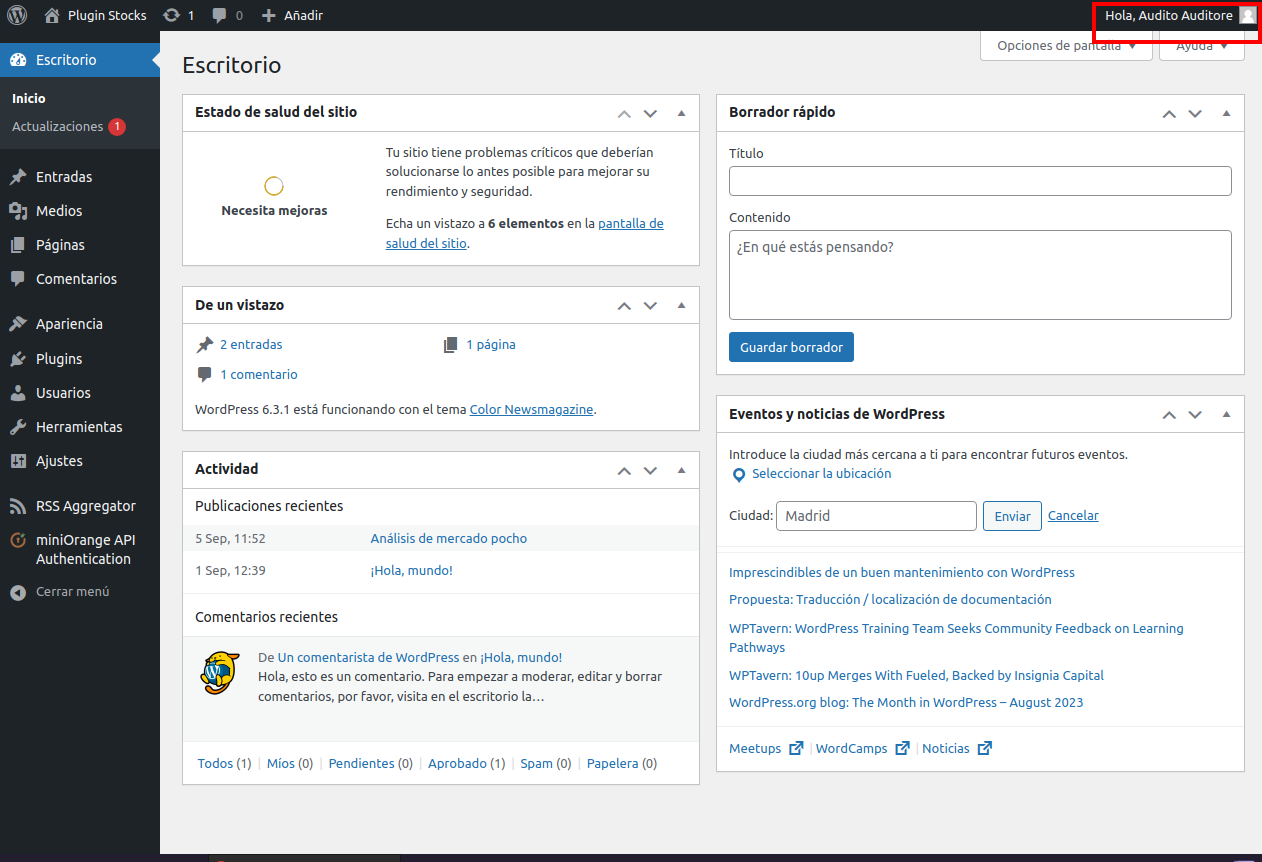 Plugin Stocks 1 0 Añadir Hola, Audito Auditore
Opciones de pantalla Ayuda
Escritorio
Inicio
Actualizaciones 1
Entradas
Medios
Páginas
Comentarios
Apariencia
Plugins
Usuarios
Herramientas
Ajustes
RSS Aggregator
miniOrange API
Authentication
Cerrar menú
Escritorio
Estado de salud del sitio
Necesita mejoras
Tu sitio tiene problemas críticos que deberían
solucionarse lo antes posible para mejorar su
rendimiento y seguridad.
Echa un vistazo a 6 elementos en la pantalla de
salud del sitio.
De un vistazo
2 entradas
1 página
1 comentario
WordPress 6.3.1 está funcionando con el tema Color Newsmagazine.
Actividad
Publicaciones recientes
5 Sep, 11:52 Análisis de mercado pocho
1 Sep, 12:39 ¡Hola, mundo!
Comentarios recientes
De Un comentarista de WordPress en ¡Hola, mundo!
Hola, esto es un comentario. Para empezar a moderar, editar y borrar
comentarios, por favor, visita en el escritorio la…
Todos (1) | Míos (0) | Pendientes (0) | Aprobado (1) | Spam (0) | Papelera (0)
Borrador rápido
Título
Contenido
¿En qué estás pensando?
Guardar borrador
Eventos y noticias de WordPress
Introduce la ciudad más cercana a ti para encontrar futuros eventos.
Seleccionar la ubicación
Ciudad: Madrid Enviar Cancelar
Imprescindibles de un buen mantenimiento con WordPress
Propuesta: Traducción / localización de documentación
WPTavern: WordPress Training Team Seeks Community Feedback on Learning
Pathways
WPTavern: 10up Merges With Fueled, Backed by Insignia Capital
WordPress.org blog: The Month in WordPress – August 2023
Meetups | WordCamps | Noticias